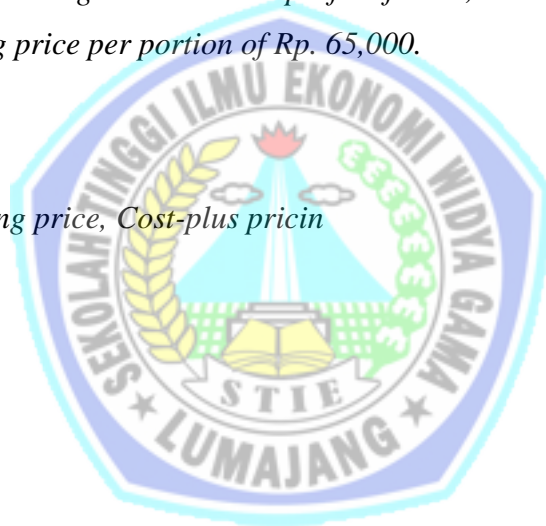 g price per portion of Rp. 65,000.
ng price, Cost-plus pricin
SEKOLAH TINGGI ILMU EKONOMI WIDYA GAMA
STIE
LUMAJANG